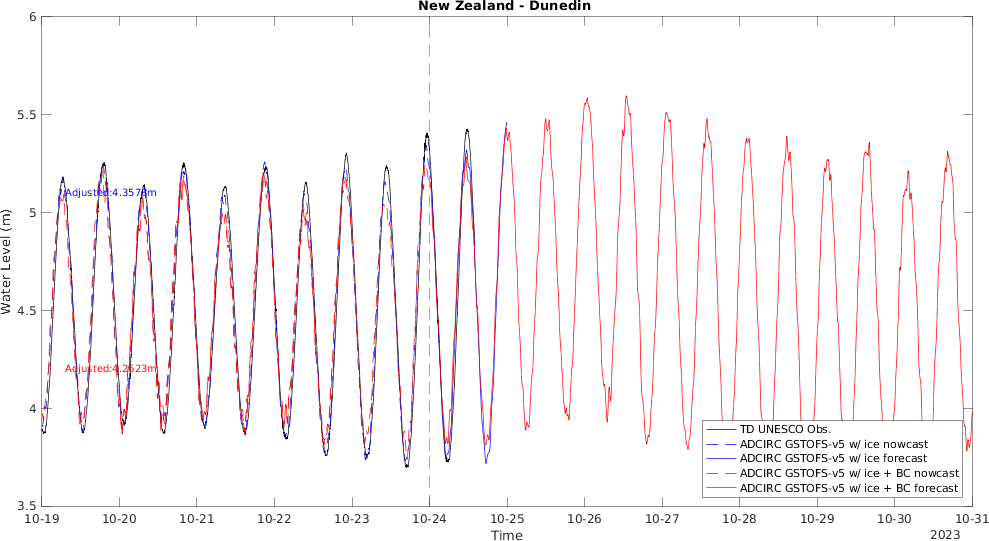 New Zealand - Dunedin
6
5.5
5
4.5
4
3.5
Water Level (m)
Adjusted:4.3573m
Adjusted:4.2623m
TD UNESCO Obs.
ADCIRC GSTOFS-v5 w/ ice nowcast
ADCIRC GSTOFS-v5 w/ ice forecast
ADCIRC GSTOFS-v5 w/ ice + BC nowcast
ADCIRC GSTOFS-v5 w/ ice + BC forecast
10-19 10-20 10-21 10-22 10-23 10-24 10-25 10-26 10-27 10-28 10-29 10-30 10-31
Time
2023